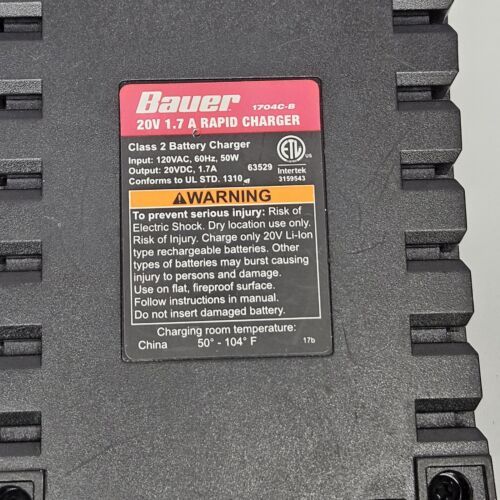 Bauer 1704C-B
20V 1.7 A RAPID CHARGER
Class 2 Battery Charger
Input: 120VAC, 60Hz, 50W
Output: 20VDC, 1.7A 63529
Conforms to UL STD. 1310
ETL
US
Intertek
3159543
WARNING
To prevent serious injury: Risk of
Electric Shock. Dry location use only.
Risk of Injury. Charge only 20V Li-Ion
type rechargeable batteries. Other
types of batteries may burst causing
injury to persons and damage.
Use on flat, fireproof surface.
Follow instructions in manual.
Do not insert damaged battery.
Charging room temperature:
China 50° - 104° F 17b